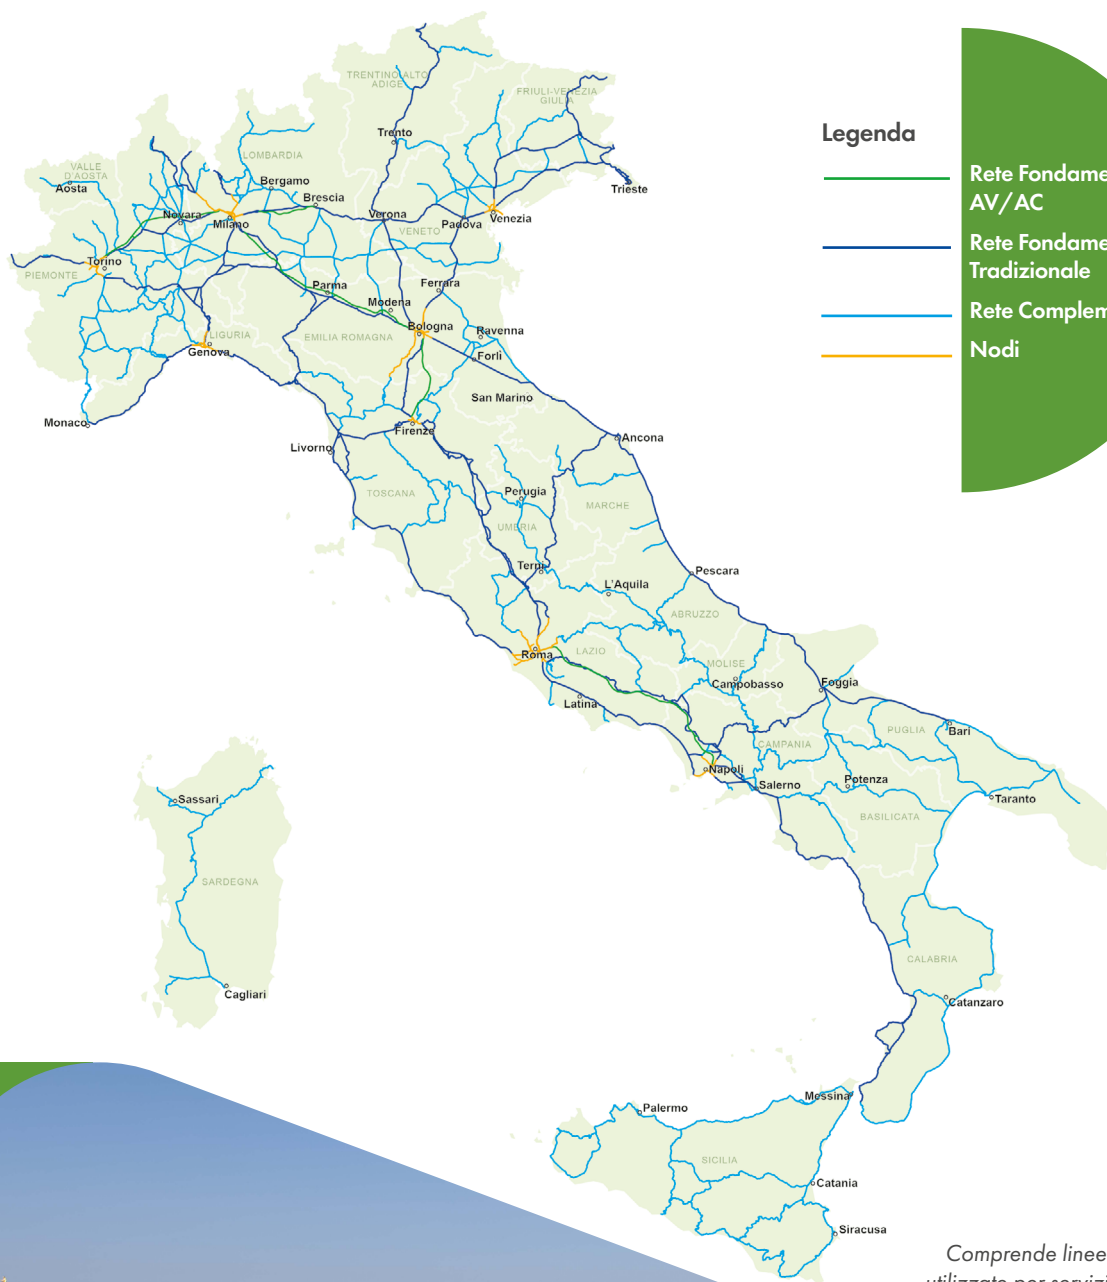 Legenda
Rete Fondame
AV/AC
Rete Fondame
Tradizionale
Rete Complem
Nodi
TRENTINO-ALTO
ADIGE
FRIULI-VENEZIA
GIULIA
Trento
LOMBARDIA
VALLE
D'AOSTA
Aosta
Bergamo
Brescia
Trieste
Novara
Milano
Verona
Padova
Venezia
VENETO
Torino
PIEMONTE
Parma
Ferrara
Modena
Bologna
Ravenna
LIGURIA
EMILIA ROMAGNA
Genova
Forlì
San Marino
Monaco
Firenze
Ancona
Livorno
TOSCANA
Perugia
MARCHE
UMBRIA
Terni
L'Aquila
Pescara
ABRUZZO
Roma
LAZIO
MOLISE
Campobasso
Foggia
Latina
PUGLIA
Bari
CAMPANIA
Napoli
Salerno
Potenza
Taranto
BASILICATA
Sassari
SARDEGNA
Cagliari
CALABRIA
Catanzaro
Messina
Palermo
SICILIA
Catania
Siracusa
Comprende linee
utilizzate per servizi